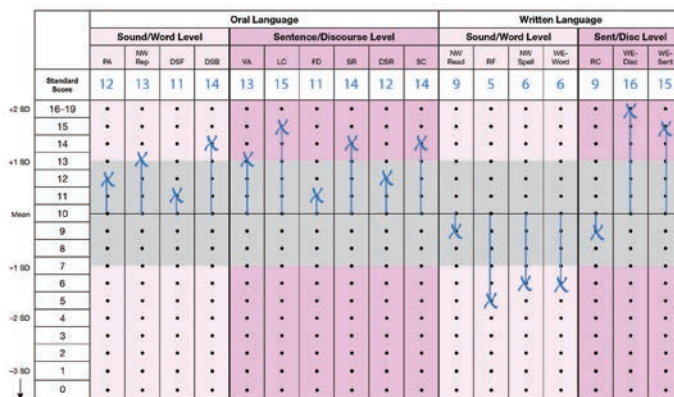 Oral Language Written Language
Sound/Word Level Sentence/Discourse Level Sound/Word Level Sent/Disc Level
PA NW Rep DSF DSB VA LC FD SR DSR SC NW Read RF NW Spell WE-Word RC WE-Disc WE-Sent
Standard Score 12 13 11 14 13 15 11 14 12 14 9 5 6 6 9 16 15
+2 SD 16-19
15
14
+1 SD 13
12
11
Mean 10
9
8
−1 SD 7
6
5
−2 SD 4
3
2
−3 SD 1
0